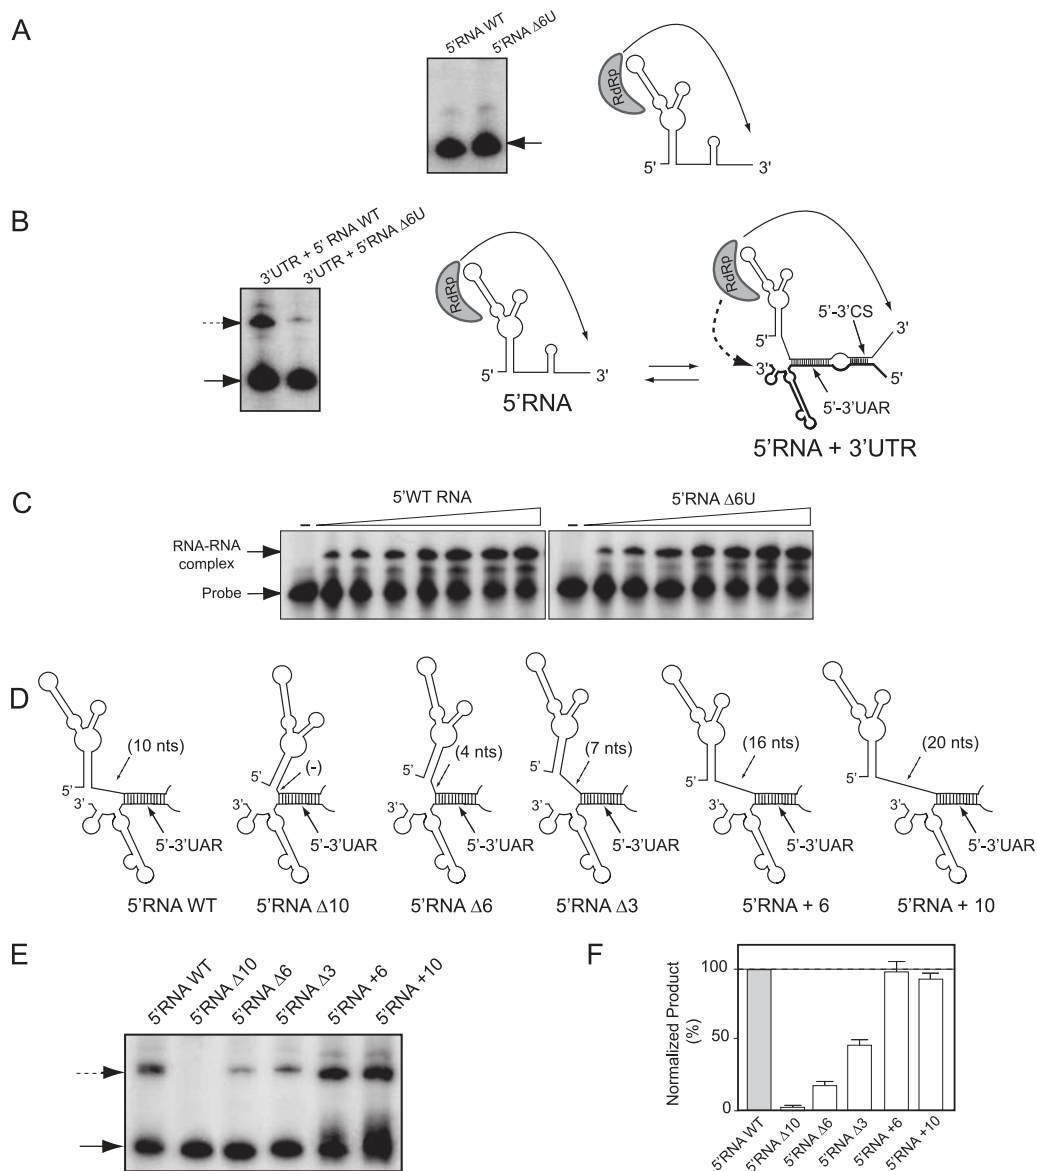 A
5'RNA WT
5'RNA Δ6U
RdRp
5'
3'
B
3'UTR + 5' RNA WT
3'UTR + 5'RNA Δ6U
RdRp
5'
3'
5'RNA
RdRp
5'
3'
5'-3'CS
3'
5'
5'-3'UAR
5'RNA + 3'UTR
C
5'WT RNA
5'RNA Δ6U
–
–
RNA-RNA
complex
Probe
D
(10 nts)
5'
3'
5'-3'UAR
5'RNA WT
(-)
5'
3'
5'-3'UAR
5'RNA Δ10
(4 nts)
5'
3'
5'-3'UAR
5'RNA Δ6
(7 nts)
5'
3'
5'-3'UAR
5'RNA Δ3
(16 nts)
5'
3'
5'-3'UAR
5'RNA + 6
(20 nts)
5'
3'
5'-3'UAR
5'RNA + 10
E
5'RNA WT
5'RNA Δ10
5'RNA Δ6
5'RNA Δ3
5'RNA +6
5'RNA +10
F
Normalized Product
(%)
100
50
0
5'RNA WT
5'RNA Δ10
5'RNA Δ6
5'RNA Δ3
5'RNA +6
5'RNA +10